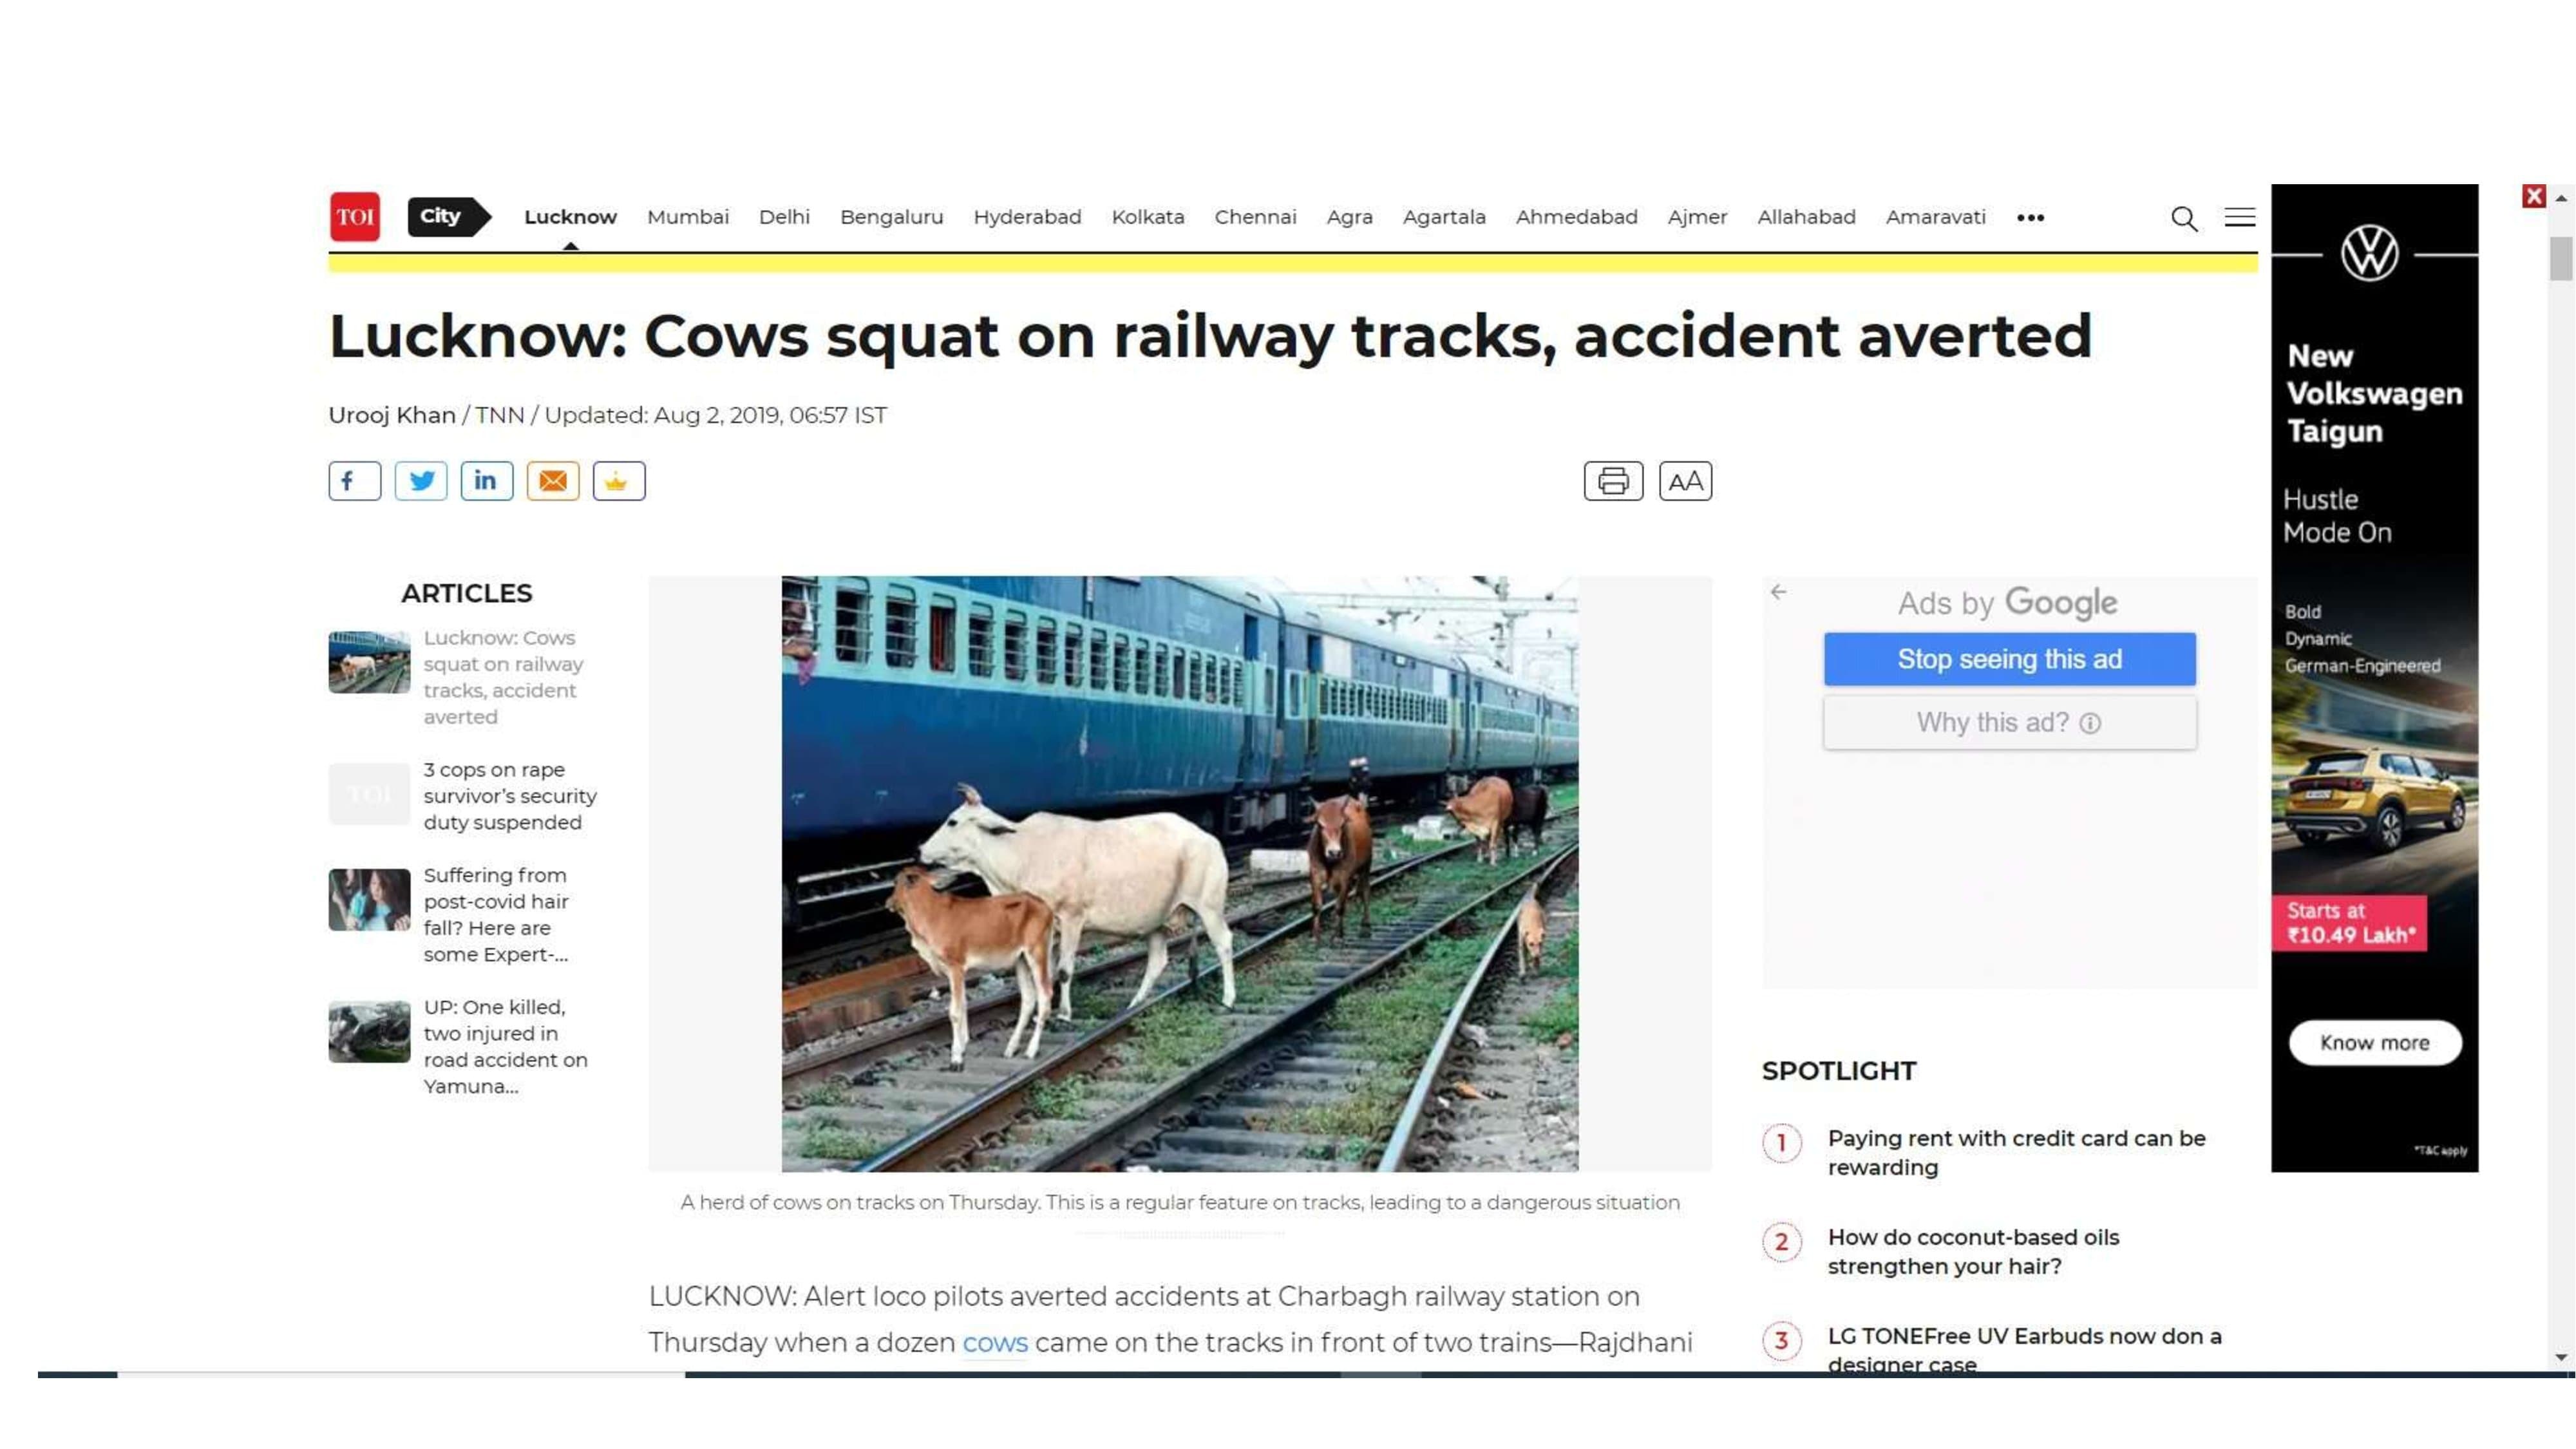 TOI
City
Lucknow Mumbai Delhi Bengaluru Hyderabad Kolkata Chennai Agra Agartala Ahmedabad Ajmer Allahabad Amaravati •••
Lucknow: Cows squat on railway tracks, accident averted
Urooj Khan / TNN / Updated: Aug 2, 2019, 06:57 IST
f
in
AA
ARTICLES
Lucknow: Cows
squat on railway
tracks, accident
averted
TOI
3 cops on rape
survivor's security
duty suspended
Suffering from
post-covid hair
fall? Here are
some Expert-...
UP: One killed,
two injured in
road accident on
Yamuna...
A herd of cows on tracks on Thursday. This is a regular feature on tracks, leading to a dangerous situation
LUCKNOW: Alert loco pilots averted accidents at Charbagh railway station on
Thursday when a dozen cows came on the tracks in front of two trains—Rajdhani
Ads by Google
Stop seeing this ad
Why this ad?
SPOTLIGHT
1 Paying rent with credit card can be
rewarding
2 How do coconut-based oils
strengthen your hair?
3 LG TONEFree UV Earbuds now don a
designer case
New
Volkswagen
Taigun
Hustle
Mode On
Bold
Dynamic
German-Engineered
Starts at
₹10.49 Lakh*
Know more
*T&C apply